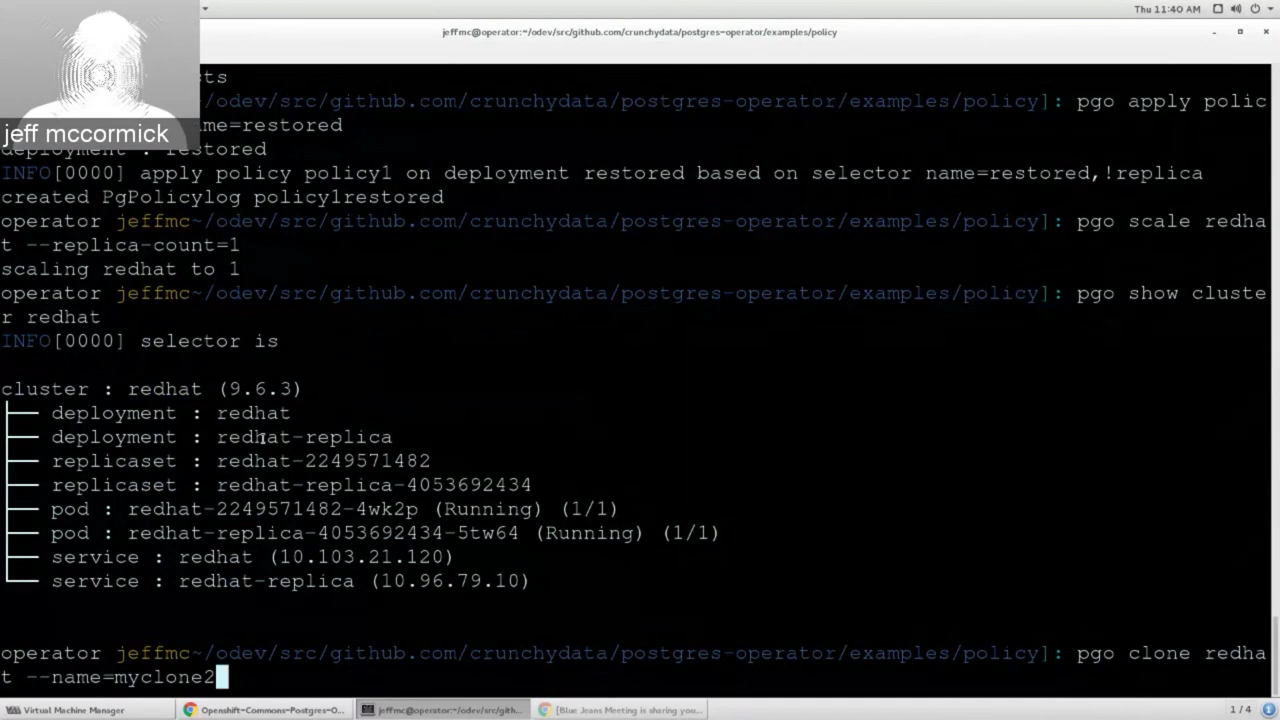 Thu 11:40 AM
jeffmc@operator:~/odev/src/github.com/crunchydata/postgres-operator/examples/policy
cts
/odev/src/github.com/crunchydata/postgres-operator/examples/policy]: pgo apply polic
jeff mccormick
me=restored
deployment : restored
INFO[0000] apply policy policy1 on deployment restored based on selector name=restored,!replica
created PgPolicylog policy1restored
operator jeffmc~/odev/src/github.com/crunchydata/postgres-operator/examples/policy]: pgo scale redha
t --replica-count=1
scaling redhat to 1
operator jeffmc~/odev/src/github.com/crunchydata/postgres-operator/examples/policy]: pgo show cluste
r redhat
INFO[0000] selector is
cluster : redhat (9.6.3)
deployment : redhat
deployment : redhat-replica
replicaset : redhat-2249571482
replicaset : redhat-replica-4053692434
pod : redhat-2249571482-4wk2p (Running) (1/1)
pod : redhat-replica-4053692434-5tw64 (Running) (1/1)
service : redhat (10.103.21.120)
service : redhat-replica (10.96.79.10)
operator jeffmc~/odev/src/github.com/crunchydata/postgres-operator/examples/policy]: pgo clone redha
t --name=myclone2
Virtual Machine Manager
Openshift-Commons-Postgres-O...
jeffmc@operator:~/odev/src/gith...
[Blue Jeans Meeting is sharing you...
1 / 4